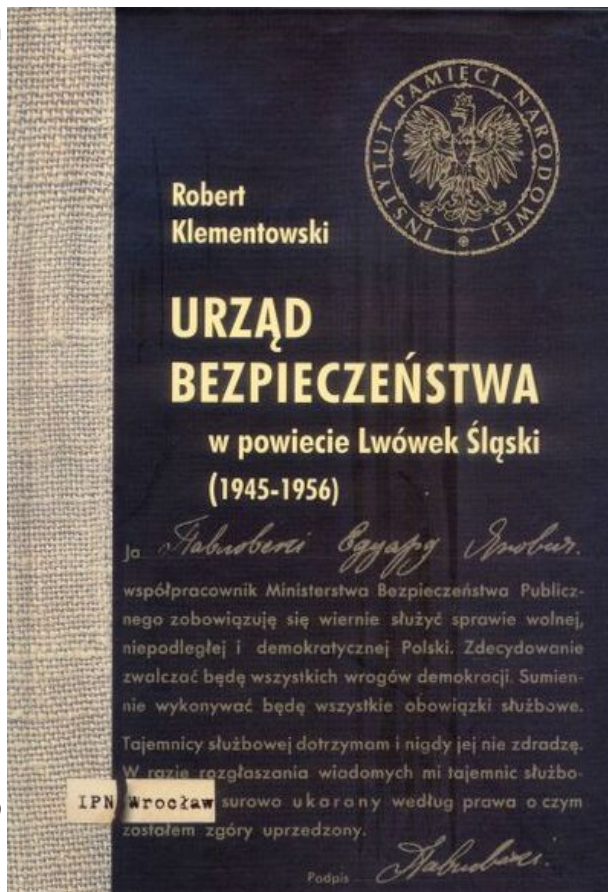 INSTYTUT PAMIĘCI NARODOWEJ
Robert
Klementowski
URZĄD
BEZPIECZEŃSTWA
w powiecie Lwówek Śląski
(1945-1956)
Ja
współpracownik Ministerstwa Bezpieczeństwa Publicz-
nego zobowiązuję się wiernie służyć sprawie wolnej,
niepodległej i demokratycznej Polski. Zdecydowanie
zwalczać będę wszystkich wrogów demokracji. Sumien-
nie wykonywać będę wszystkie obowiązki służbowe.
Tajemnicy służbowej dotrzymam i nigdy jej nie zdradzę.
W razie rozgłaszania wiadomych mi tajemnic służbo-
IPN Wrocław surowo ukarany według prawa o czym
zostałem zgóry uprzedzony.
Podpis